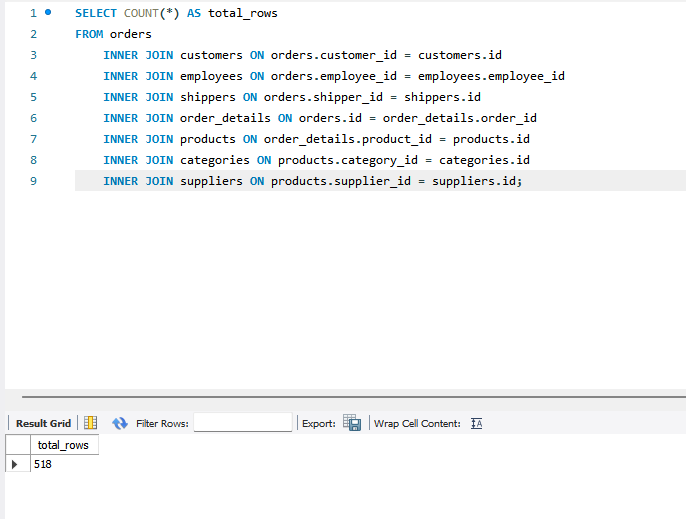 1 SELECT COUNT(*) AS total_rows
2 FROM orders
3 INNER JOIN customers ON orders.customer_id = customers.id
4 INNER JOIN employees ON orders.employee_id = employees.employee_id
5 INNER JOIN shippers ON orders.shipper_id = shippers.id
6 INNER JOIN order_details ON orders.id = order_details.order_id
7 INNER JOIN products ON order_details.product_id = products.id
8 INNER JOIN categories ON products.category_id = categories.id
9 INNER JOIN suppliers ON products.supplier_id = suppliers.id;
Result Grid Filter Rows: Export: Wrap Cell Content: IA
total_rows
518